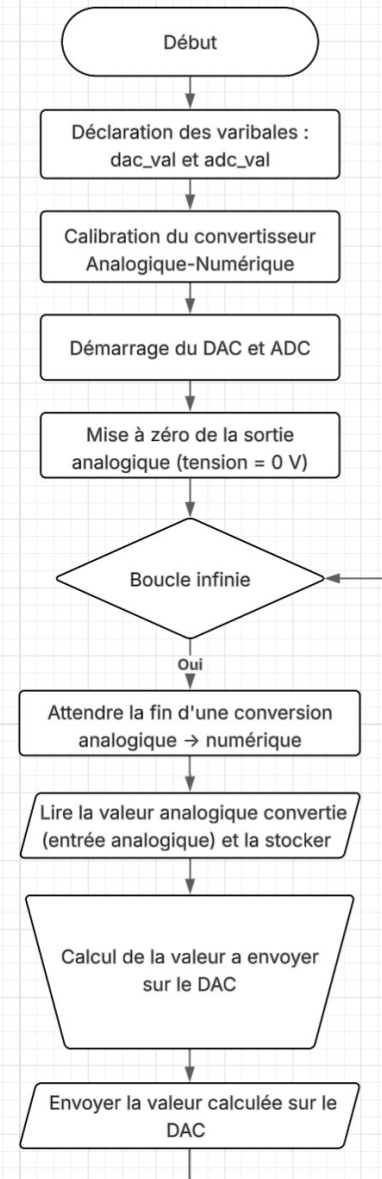 Début
Déclaration des varibales :
dac_val et adc_val
Calibration du convertisseur
Analogique-Numérique
Démarrage du DAC et ADC
Mise à zéro de la sortie
analogique (tension = 0 V)
Boucle infinie
Oui
Attendre la fin d'une conversion
analogique → numérique
Lire la valeur analogique convertie
(entrée analogique) et la stocker
Calcul de la valeur a envoyer
sur le DAC
Envoyer la valeur calculée sur le
DAC